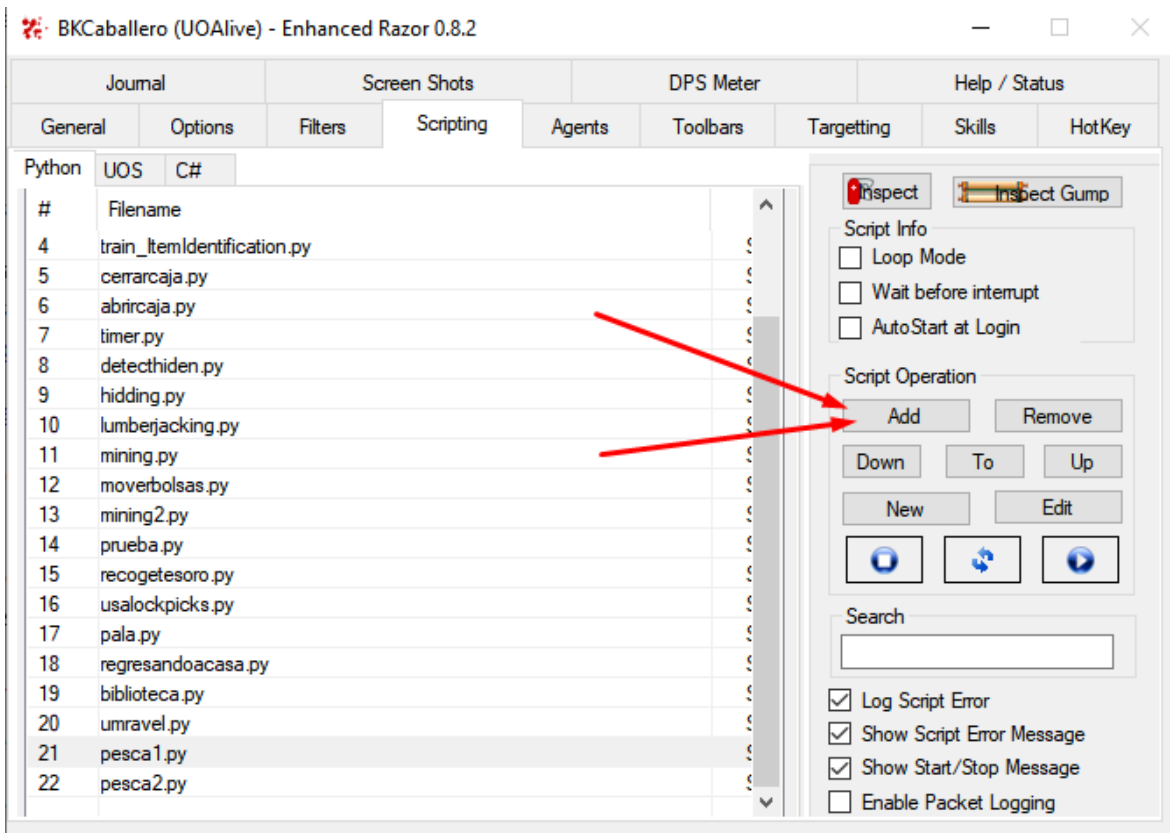 BKCaballero (UOAlive) - Enhanced Razor 0.8.2
Journal Screen Shots DPS Meter Help / Status
General Options Filters Scripting Agents Toolbars Targetting Skills HotKey
Python UOS C#
# Filename
4 train_ItemIdentification.py
5 cerrarcaja.py
6 abrircaja.py
7 timer.py
8 detecthiden.py
9 hidding.py
10 lumberjacking.py
11 mining.py
12 moverbolsas.py
13 mining2.py
14 prueba.py
15 recogetesoro.py
16 usalockpicks.py
17 pala.py
18 regresandoacasa.py
19 biblioteca.py
20 umravel.py
21 pesca1.py
22 pesca2.py
Inspect Inspect Gump
Script Info
Loop Mode
Wait before interrupt
AutoStart at Login
Script Operation
Add Remove
Down To Up
New Edit
Search
Log Script Error
Show Script Error Message
Show Start/Stop Message
Enable Packet Logging